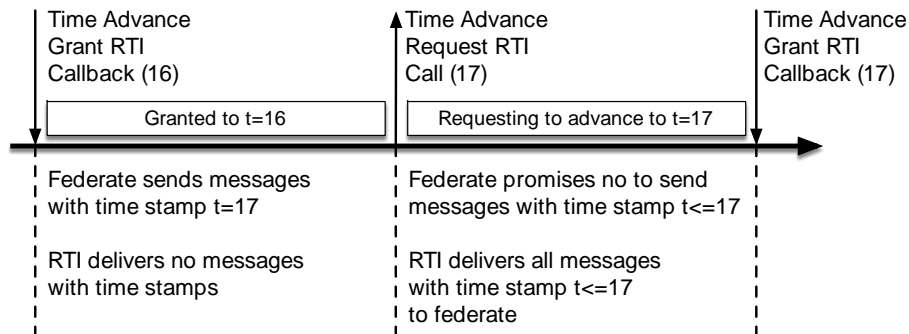 Time Advance
Grant RTI
Callback (16)
Time Advance
Request RTI
Call (17)
Time Advance
Grant RTI
Callback (17)
Granted to t=16
Requesting to advance to t=17
Federate sends messages
with time stamp t=17
RTI delivers no messages
with time stamps
Federate promises no to send
messages with time stamp t<=17
RTI delivers all messages
with time stamp t<=17
to federate